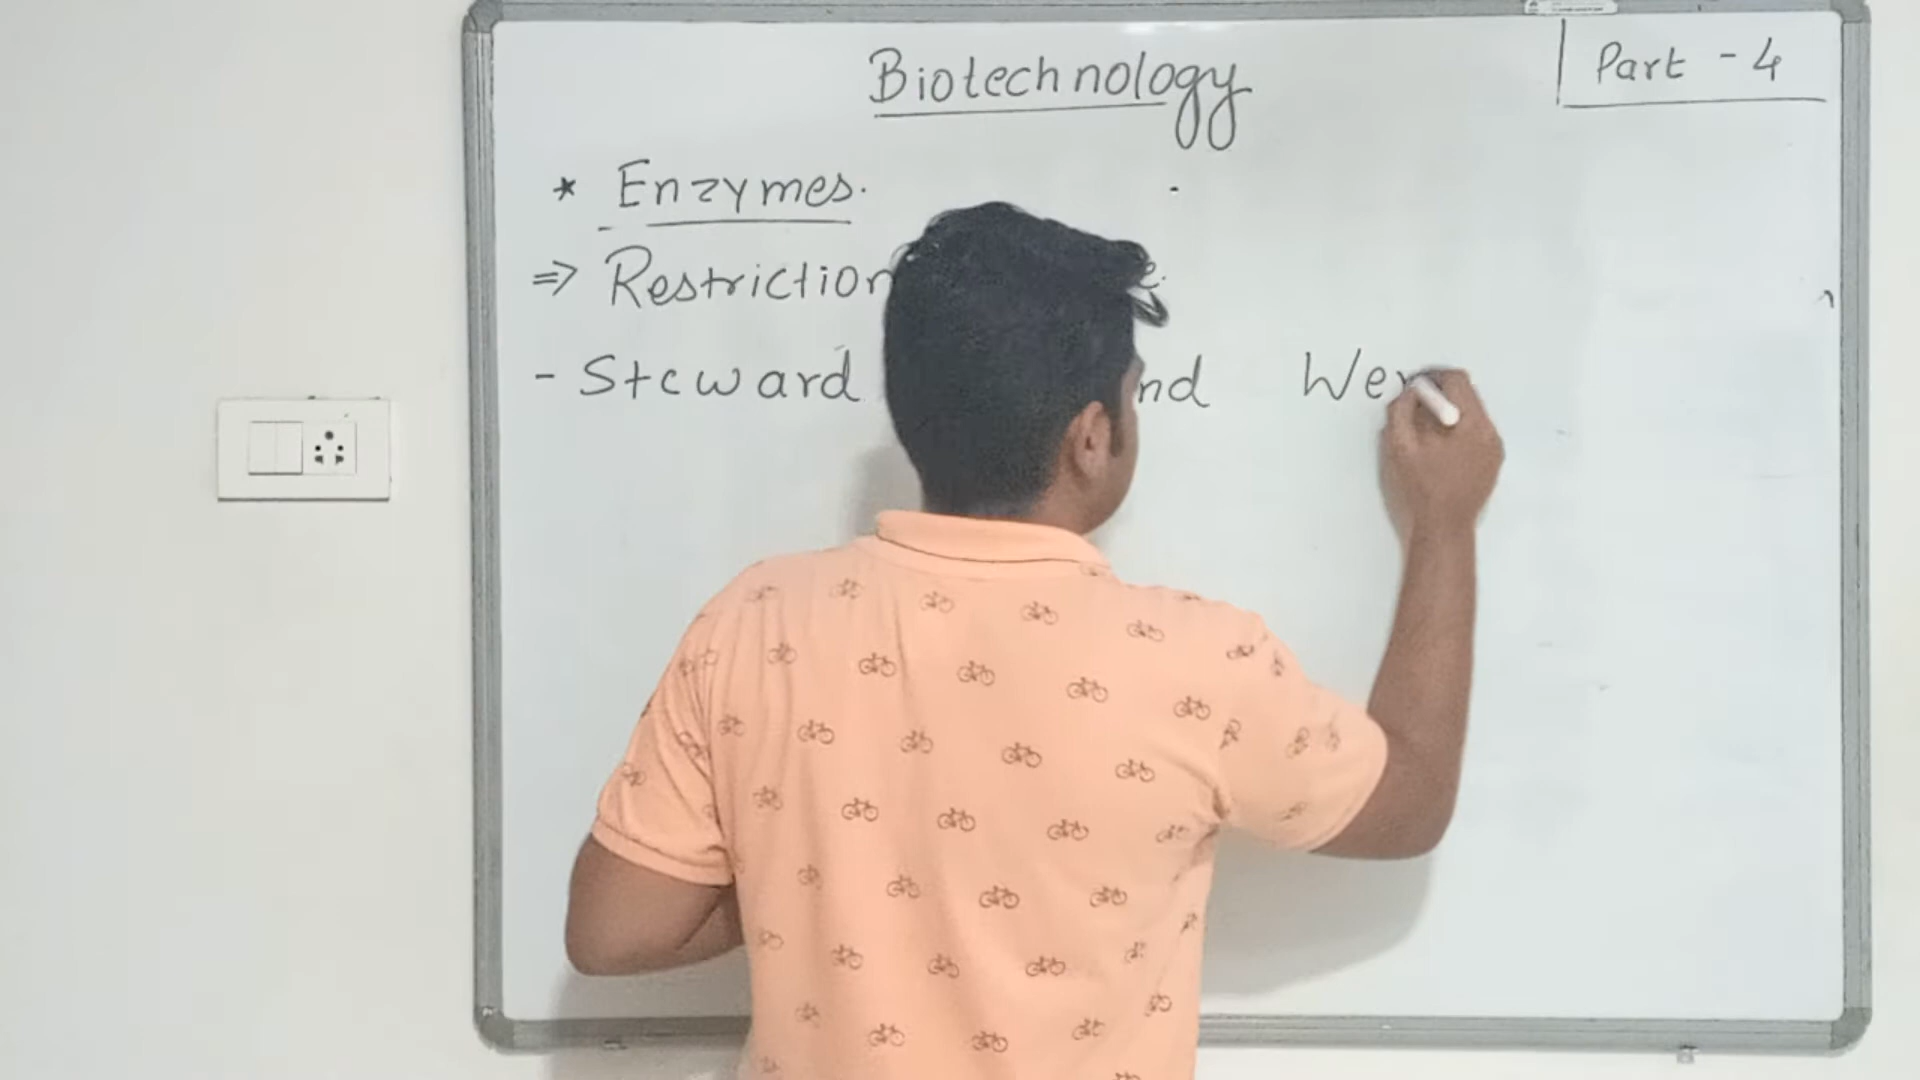 Biotechnology
Part - 4
* Enzymes.
⇒ Restriction
- Steward nd Wer